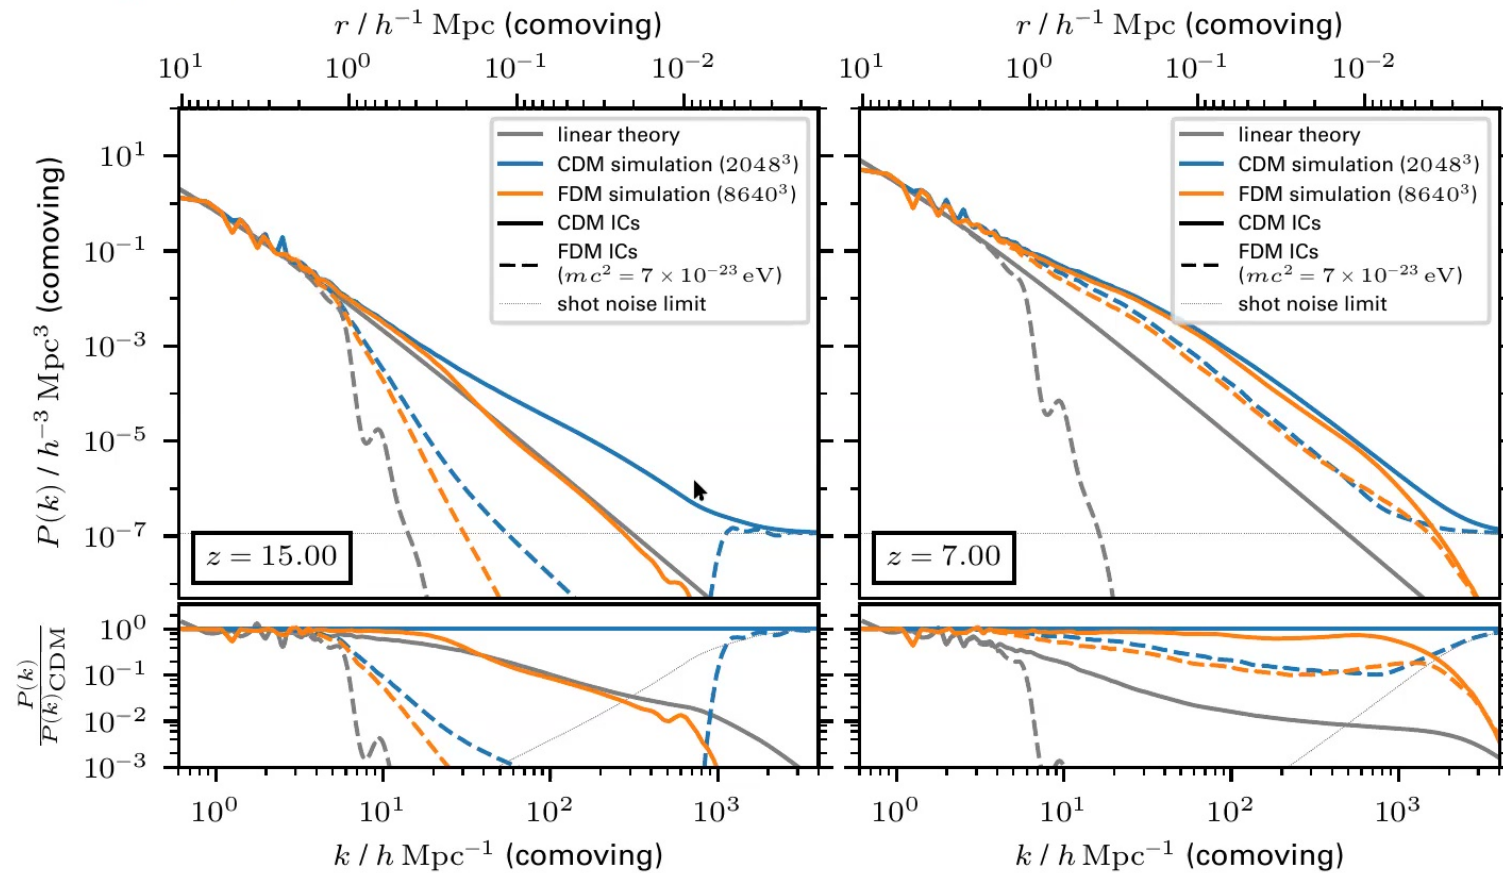 r / h⁻¹ Mpc (comoving)
10¹ 10⁰ 10⁻¹ 10⁻²
linear theory
CDM simulation (2048³)
FDM simulation (8640³)
CDM ICs
FDM ICs
(mc² = 7 × 10⁻²³ eV)
shot noise limit
P(k) / h⁻³ Mpc³ (comoving)
10¹
10⁻¹
10⁻³
10⁻⁵
10⁻⁷
z = 15.00
P(k)
P(k)CDM
10⁰
10⁻¹
10⁻²
10⁻³
10⁰ 10¹ 10² 10³
k / h Mpc⁻¹ (comoving)
r / h⁻¹ Mpc (comoving)
10¹ 10⁰ 10⁻¹ 10⁻²
linear theory
CDM simulation (2048³)
FDM simulation (8640³)
CDM ICs
FDM ICs
(mc² = 7 × 10⁻²³ eV)
shot noise limit
z = 7.00
10⁰ 10¹ 10² 10³
k / h Mpc⁻¹ (comoving)